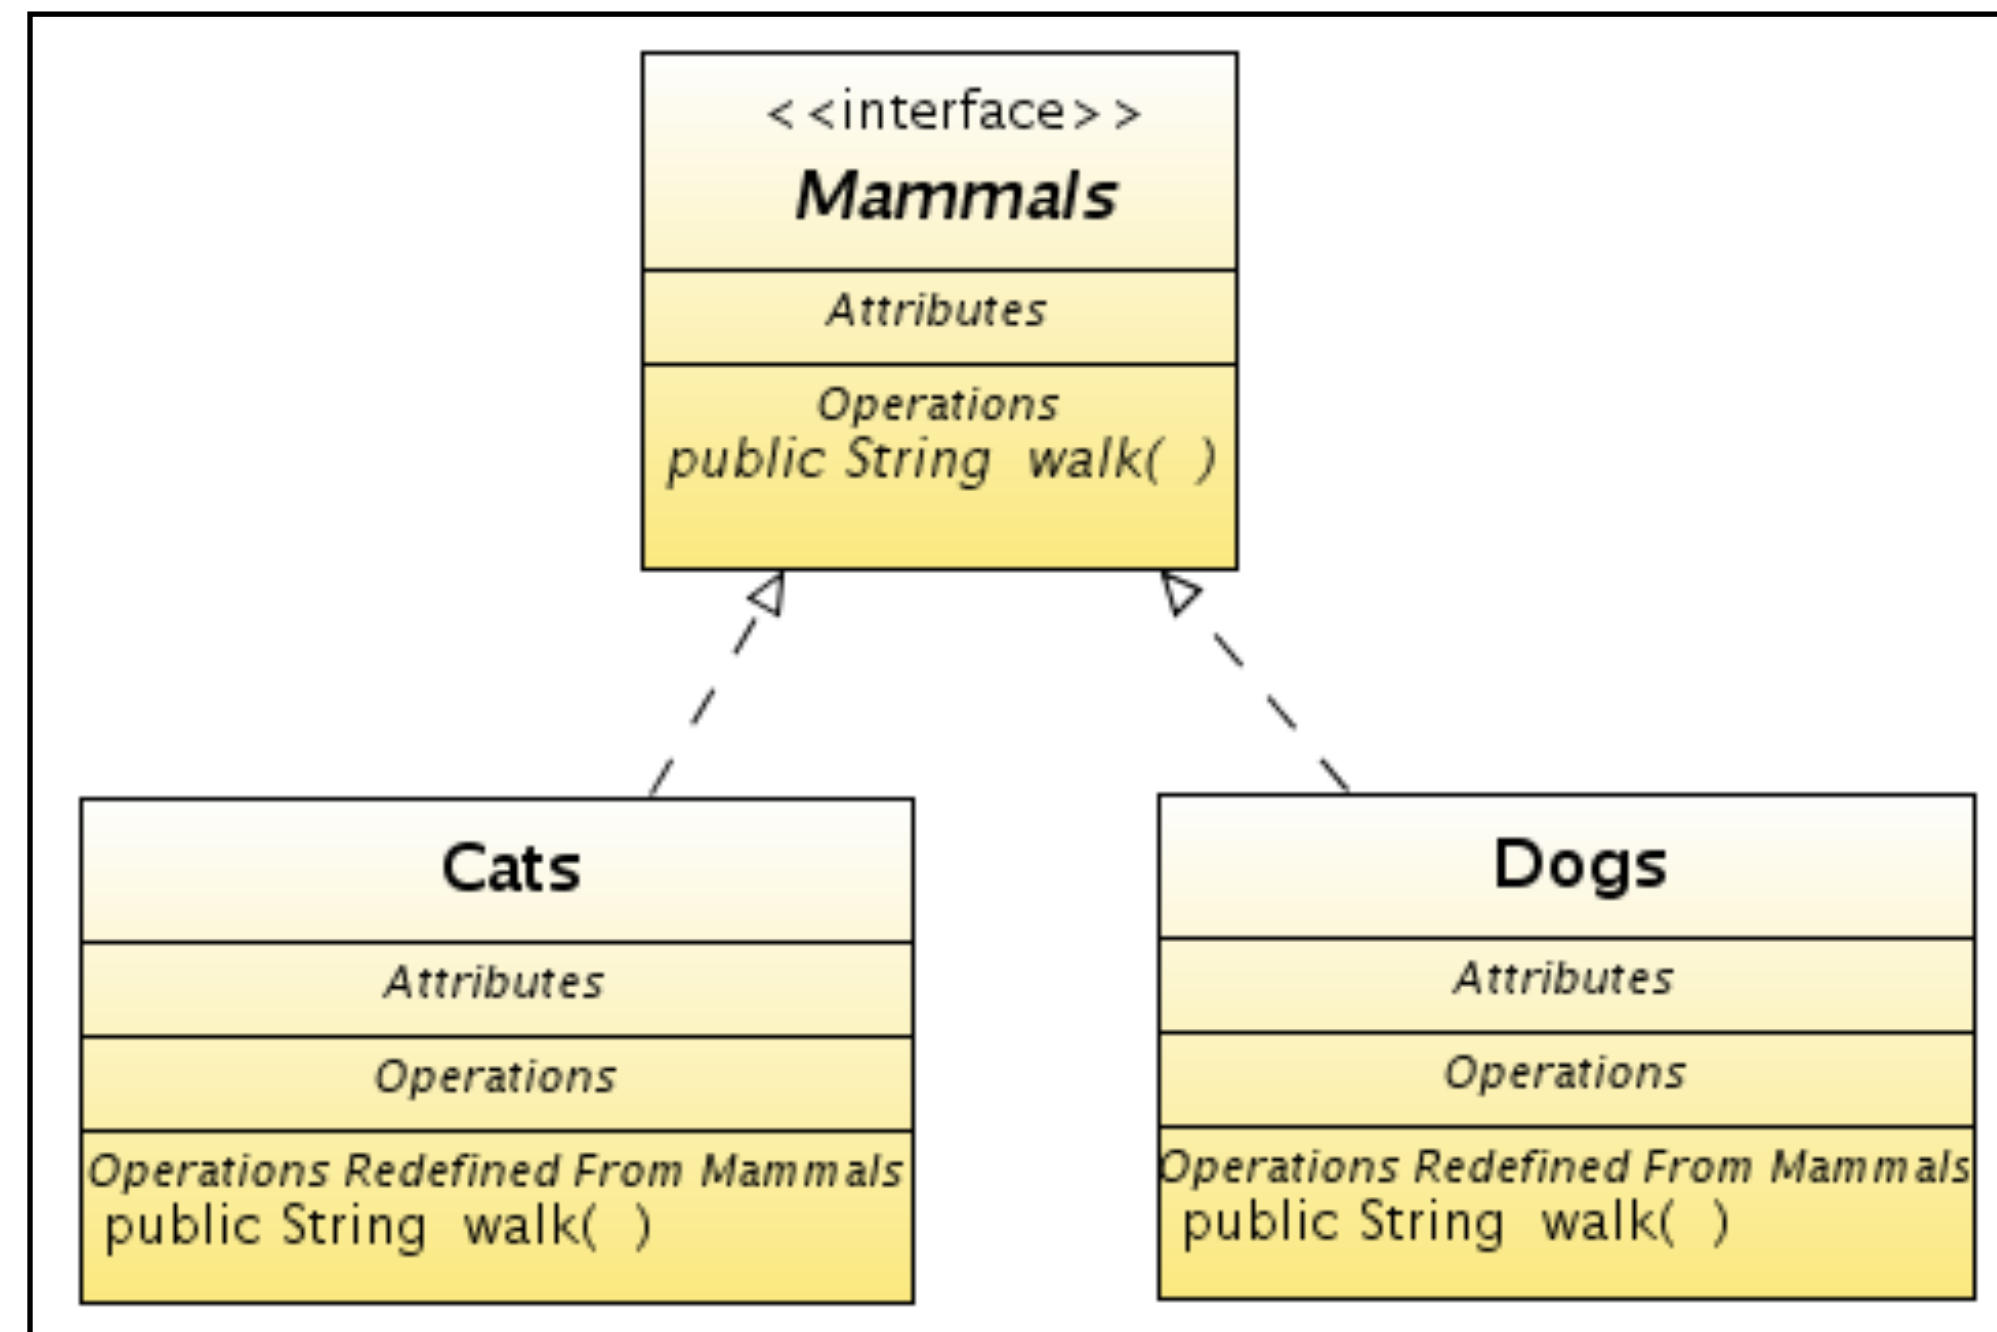 <<interface>>
Mammals
Attributes
Operations
public String walk( )
Cats
Attributes
Operations
Operations Redefined From Mammals
public String walk( )
Dogs
Attributes
Operations
Operations Redefined From Mammals
public String walk( )